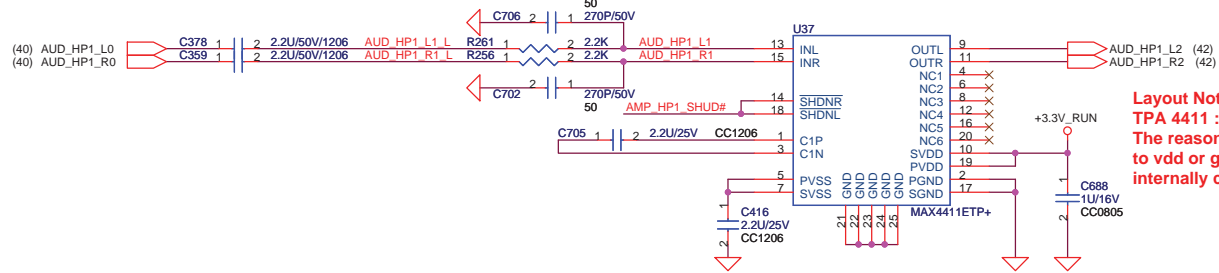 50
C706 2 1 270P/50V
U37
(40) AUD_HP1_L0 C378 1 2 2.2U/50V/1206 AUD_HP1_L1_L R261 1 2 2.2K AUD_HP1_L1 13 INL OUTL 9 AUD_HP1_L2 (42)
(40) AUD_HP1_R0 C359 1 2 2.2U/50V/1206 AUD_HP1_R1_L R256 1 2 2.2K AUD_HP1_R1 15 INR OUTR 11 AUD_HP1_R2 (42)
NC1 4
NC2 6
C702 2 1 270P/50V
50
14 SHDNR NC3 8
AMP_HP1_SHUD# 18 SHDNL NC4 12
NC5 16
C705 1 2 2.2U/25V CC1206 1 C1P NC6 20
3 C1N SVDD 10
PVDD 19
5 PVSS PGND 2
7 SVSS SGND 17
GND GND GND GND GND
21 22 23 24 25
MAX4411ETP+
1 C416
2.2U/25V
2 CC1206
+3.3V_RUN
1 C688
1U/16V
2 CC0805
Layout Not
TPA 4411 :
The reason
to vdd or g
internally c